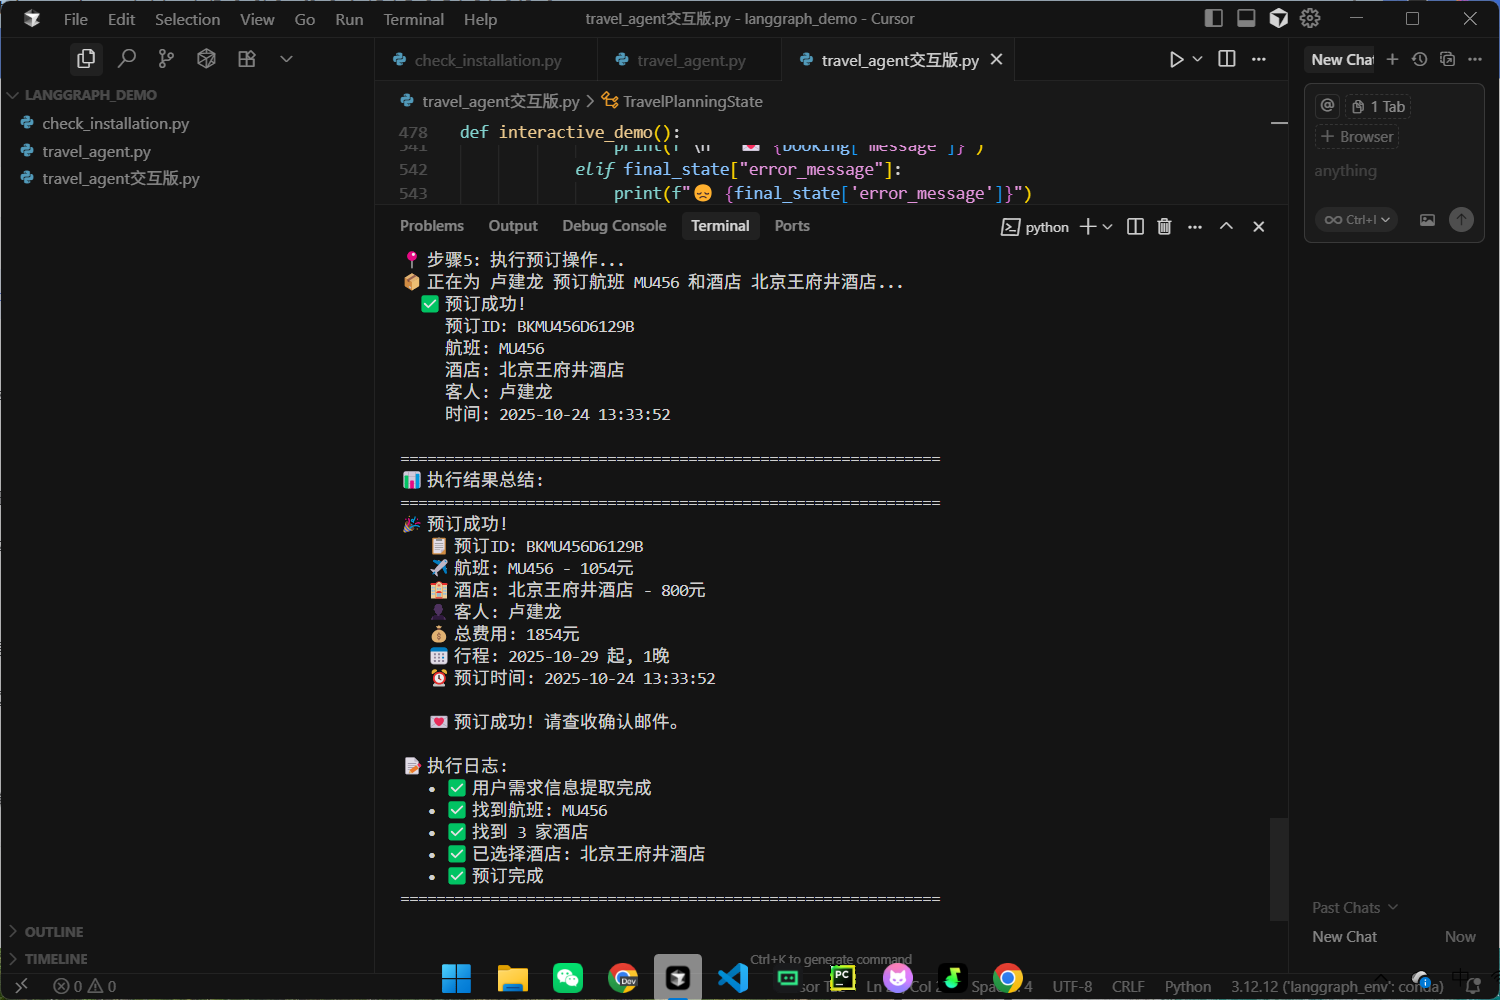 File Edit Selection View Go Run Terminal Help
travel_agent交互版.py - langgraph_demo - Cursor
LANGGRAPH_DEMO
check_installation.py
travel_agent.py
travel_agent交互版.py
OUTLINE
TIMELINE
check_installation.py travel_agent.py travel_agent交互版.py
travel_agent交互版.py > TravelPlanningState
478 def interactive_demo():
541 print(f"\n 💌 {booking['message']}")
542 elif final_state["error_message"]:
543 print(f"😞 {final_state['error_message']}")
Problems Output Debug Console Terminal Ports
python
📍 步骤5: 执行预订操作...
📦 正在为 卢建龙 预订航班 MU456 和酒店 北京王府井酒店...
✅ 预订成功!
预订ID: BKMU456D6129B
航班: MU456
酒店: 北京王府井酒店
客人: 卢建龙
时间: 2025-10-24 13:33:52
============================================================
📊 执行结果总结:
============================================================
🎉 预订成功!
📋 预订ID: BKMU456D6129B
✈️ 航班: MU456 - 1054元
🏨 酒店: 北京王府井酒店 - 800元
👤 客人: 卢建龙
💰 总费用: 1854元
📅 行程: 2025-10-29 起, 1晚
⏰ 预订时间: 2025-10-24 13:33:52
💌 预订成功! 请查收确认邮件。
📝 执行日志:
• ✅ 用户需求信息提取完成
• ✅ 找到航班: MU456
• ✅ 找到 3 家酒店
• ✅ 已选择酒店: 北京王府井酒店
• ✅ 预订完成
============================================================
Ctrl+K to generate command
New Chat
@ 1 Tab
+ Browser
anything
∞ Ctrl+I
Past Chats
New Chat Now
0 0
UTF-8 CRLF Python 3.12.12 ('langgraph_env': conda)
Dev
PC
中